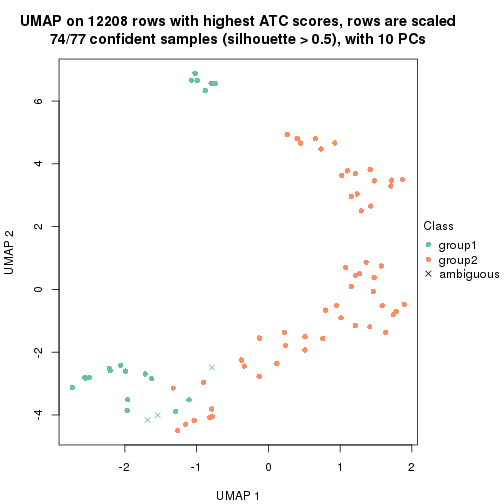 UMAP on 12208 rows with highest ATC scores, rows are scaled
74/77 confident samples (silhouette > 0.5), with 10 PCs
6
4
2
0
-2
-4
UMAP 2
-2
-1
0
1
2
UMAP 1
Class
group1
group2
ambiguous